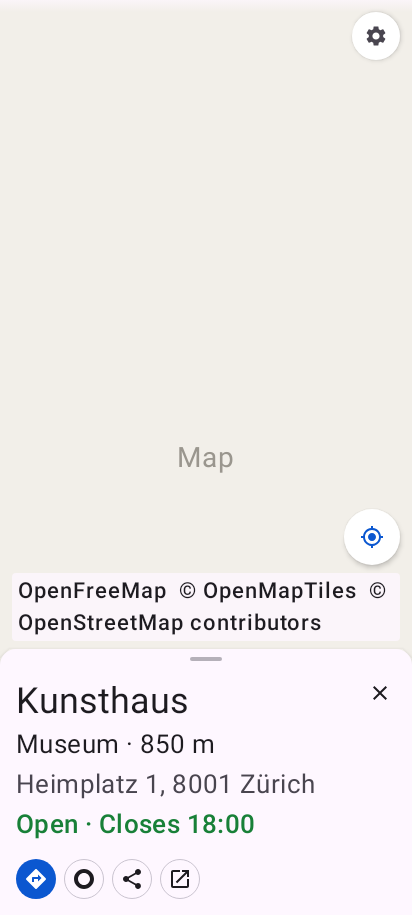 Map
OpenFreeMap © OpenMapTiles ©
OpenStreetMap contributors
Kunsthaus
Museum · 850 m
Heimplatz 1, 8001 Zürich
Open · Closes 18:00